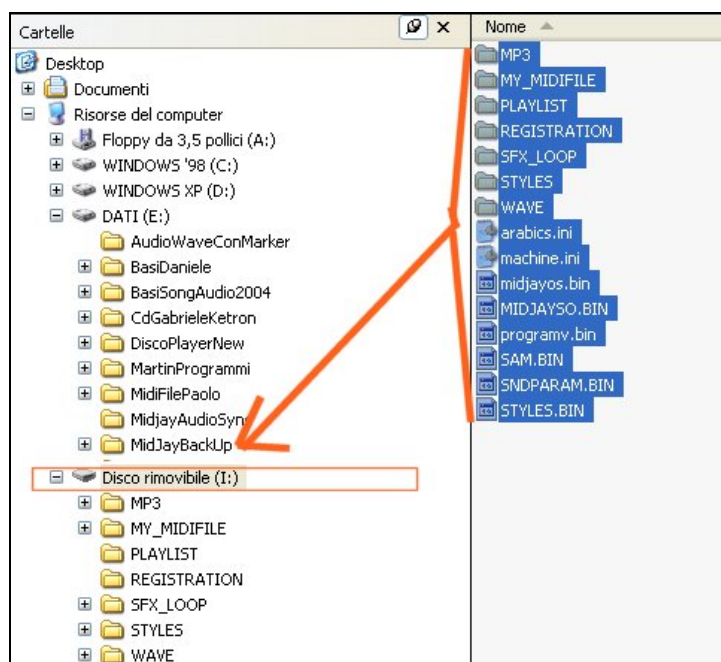 Cartelle
Desktop
Documenti
Risorse del computer
Floppy da 3,5 pollici (A:)
WINDOWS '98 (C:)
WINDOWS XP (D:)
DATI (E:)
AudioWaveConMarker
BasiDaniele
BasiSongAudio2004
CdGabrieleKetron
DiscoPlayerNew
MartinProgrammi
MidiFilePaolo
MidjayAudioSync
MidJayBackUp
Disco rimovibile (I:)
MP3
MY_MIDIFILE
PLAYLIST
REGISTRATION
SFX_LOOP
STYLES
WAVE
Nome
MP3
MY_MIDIFILE
PLAYLIST
REGISTRATION
SFX_LOOP
STYLES
WAVE
arabics.ini
machine.ini
midjayos.bin
MIDJAYSO.BIN
programv.bin
SAM.BIN
SNDPARAM.BIN
STYLES.BIN